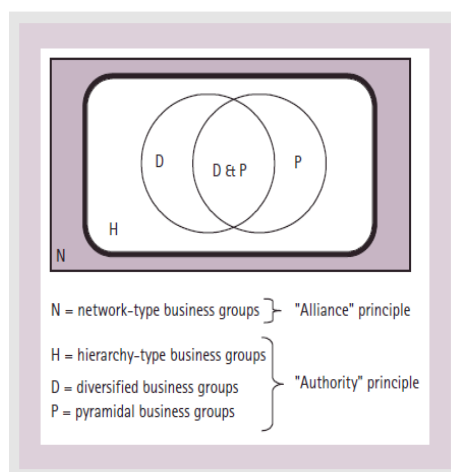 D
D & P
P
H
N
N = network-type business groups
"Alliance" principle
H = hierarchy-type business groups
D = diversified business groups
"Authority" principle
P = pyramidal business groups